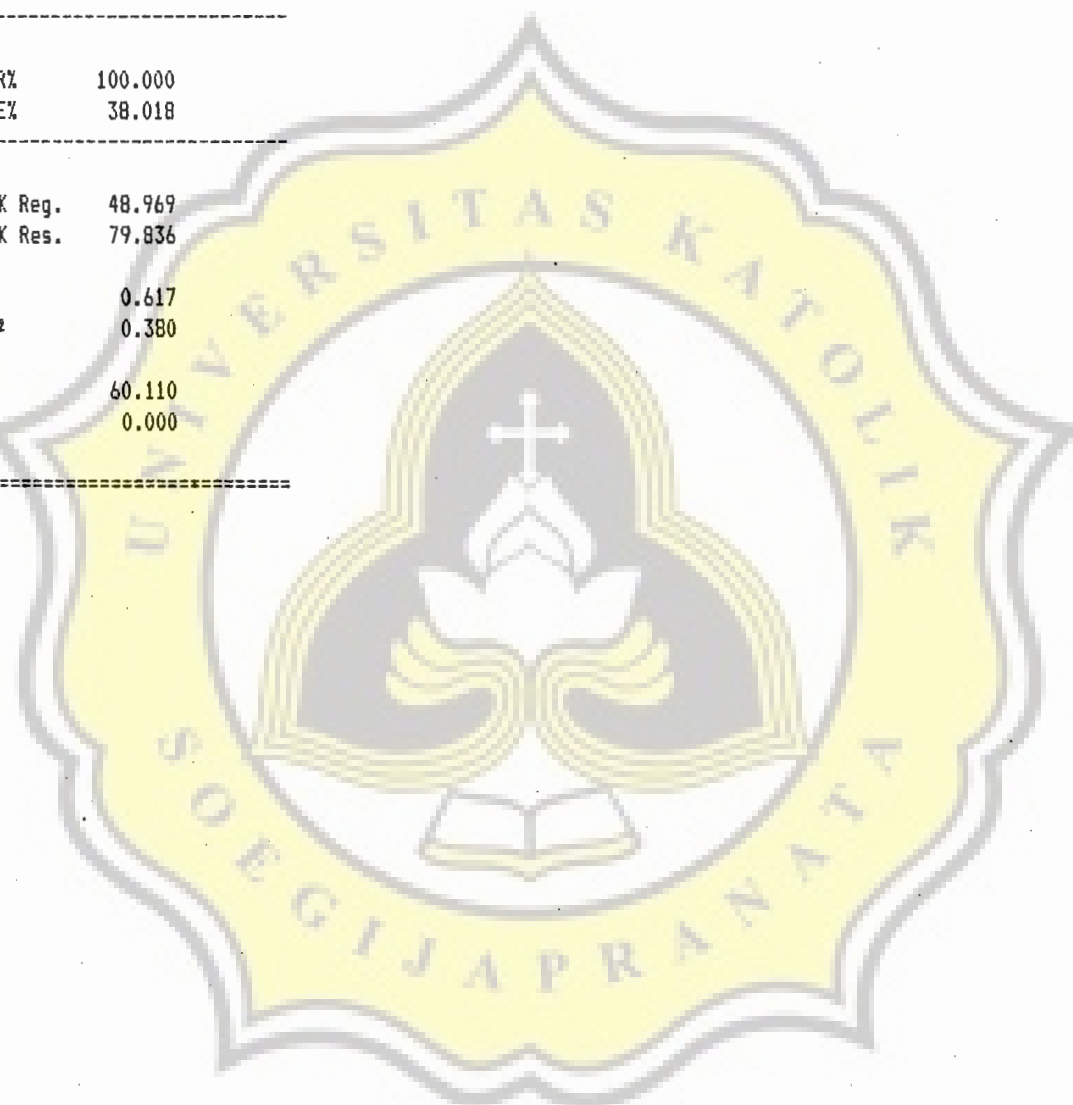 ------------------------------
R% 100.000
E% 38.018
------------------------------
K Reg. 48.969
K Res. 79.836
0.617
² 0.380
60.110
0.000
==============================
UNIVERSITAS KATOLIK
SOEGIJAPRANATA